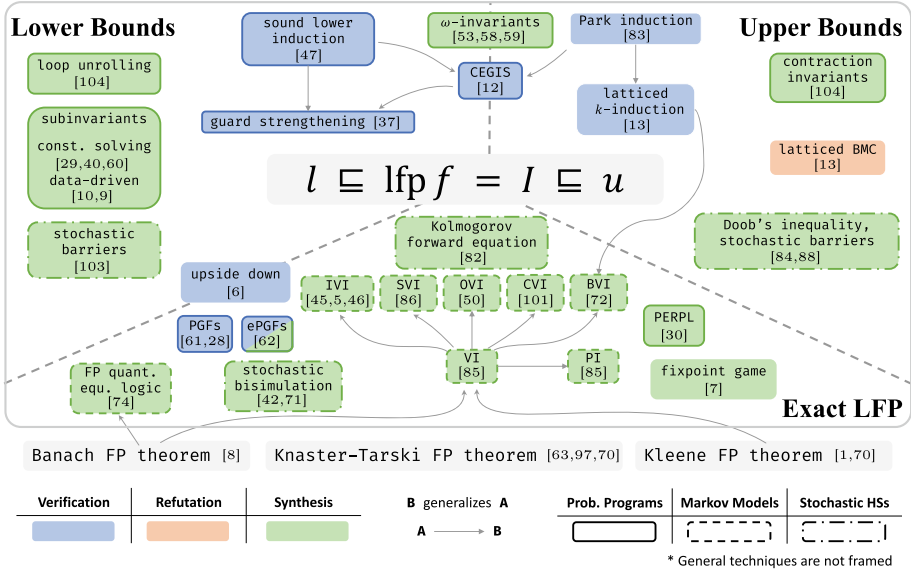 Lower Bounds
Upper Bounds
sound lower
induction
[47]
ω-invariants
[53,58,59]
Park induction
[83]
loop unrolling
[104]
CEGIS
[12]
contraction
invariants
[104]
latticed
k-induction
[13]
guard strengthening [37]
subinvariants
const. solving
[29,40,60]
data-driven
[10,9]
latticed BMC
[13]
l ⊑ lfp f = I ⊑ u
stochastic
barriers
[103]
Kolmogorov
forward equation
[82]
Doob's inequality,
stochastic barriers
[84,88]
upside down
[6]
IVI
[45,5,46]
SVI
[86]
OVI
[50]
CVI
[101]
BVI
[72]
PGFs
[61,28]
ePGFs
[62]
PERPL
[30]
FP quant.
equ. logic
[74]
stochastic
bisimulation
[42,71]
VI
[85]
PI
[85]
fixpoint game
[7]
Exact LFP
Banach FP theorem [8]
Knaster–Tarski FP theorem [63,97,70]
Kleene FP theorem [1,70]
Verification
Refutation
Synthesis
B generalizes A
A
B
Prob. Programs
Markov Models
Stochastic HSs
* General techniques are not framed